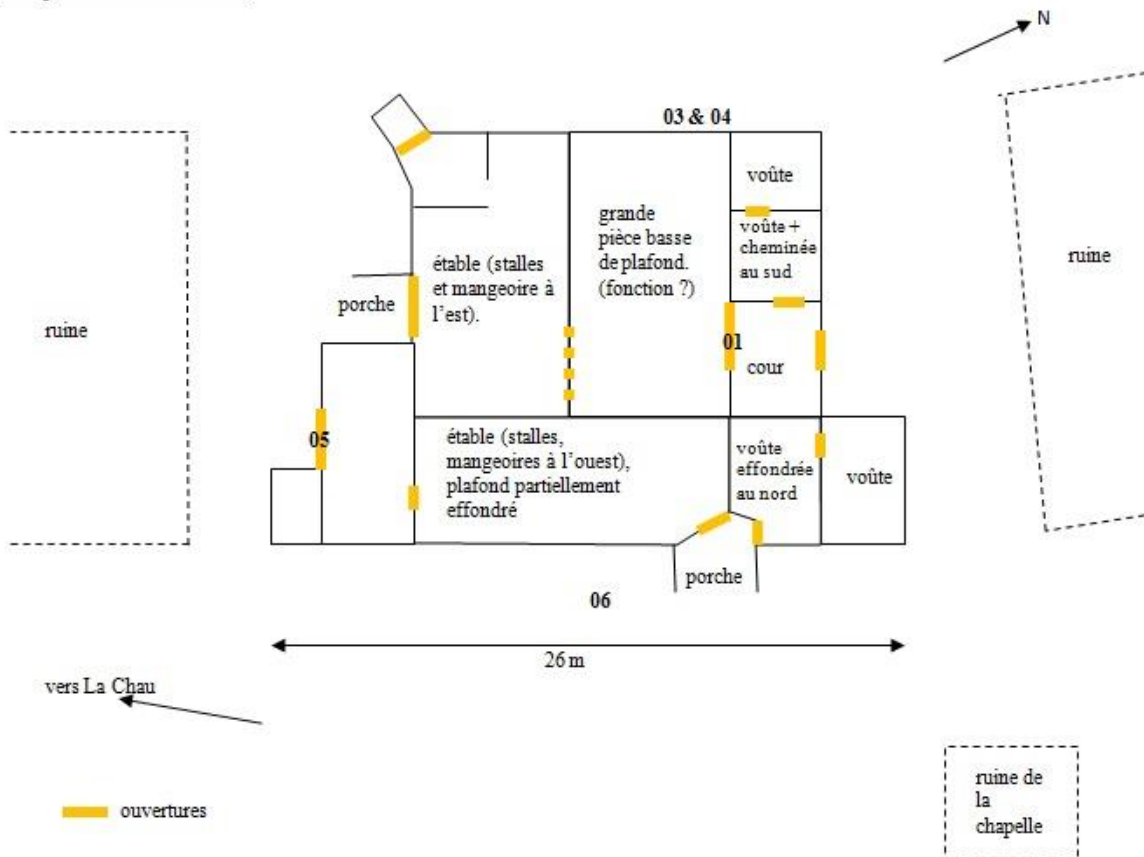 N
03 & 04
voûte
voûte +
cheminée
au sud
grande
pièce basse
de plafond.
(fonction ?)
étable (stalles
et mangeoire à
l'est).
porche
ruine
ruine
01
cour
05
étable (stalles,
mangeoires à l'ouest),
plafond partiellement
effondré
voûte
effondrée
au nord
voûte
porche
06
26 m
vers La Chau
ruine de
la
chapelle
ouvertures